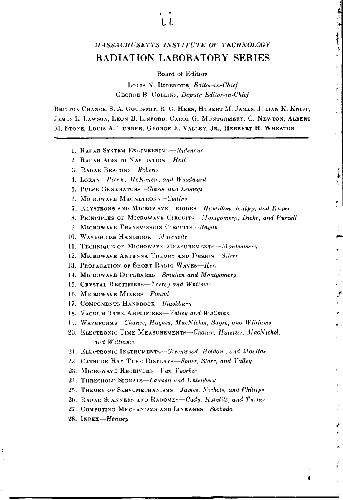 MASSACHUSETTS INSTITUTE OF TECHNOLOGY
RADIATION LABORATORY SERIES
Board of Editors
LOUIS N. RIDENOUR, Editor-in-Chief
GEORGE B. COLLINS, Deputy Editor-in-Chief
BRITTON CHANCE, S. A. GOUDSMIT, R. G. HERB, HUBERT M. JAMES, JULIAN K. KNIPP,
JAMES L. LAWSON, LEON B. LINFORD, CAROL G. MONTGOMERY, C. NEWTON, ALBERT
M. STONE, LOUIS A. TURNER, GEORGE E. VALLEY, JR., HERBERT H. WHEATON
1. RADAR SYSTEM ENGINEERING—Ridenour
2. RADAR AIDS TO NAVIGATION—Hall
3. RADAR BEACONS—Roberts
4. LORAN—Pierce, McKenzie, and Woodward
5. PULSE GENERATORS—Glasoe and Lebacqz
6. MICROWAVE MAGNETRONS—Collins
7. KLYSTRONS AND MICROWAVE TRIODES—Hamilton, Knipp, and Kuper
8. PRINCIPLES OF MICROWAVE CIRCUITS—Montgomery, Dicke, and Purcell
9. MICROWAVE TRANSMISSION CIRCUITS—Ragan
10. WAVEGUIDE HANDBOOK—Marcuvitz
11. TECHNIQUE OF MICROWAVE MEASUREMENTS—Montgomery
12. MICROWAVE ANTENNA THEORY AND DESIGN—Silver
13. PROPAGATION OF SHORT RADIO WAVES—Kerr
14. MICROWAVE DUPLEXERS—Smullin and Montgomery
15. CRYSTAL RECTIFIERS—Torrey and Whitmer
16. MICROWAVE MIXERS—Pound
17. COMPONENTS HANDBOOK—Blackburn
18. VACUUM TUBE AMPLIFIERS—Valley and Wallman
19. WAVEFORMS—Chance, Hughes, MacNichol, Sayre, and Williams
20. ELECTRONIC TIME MEASUREMENTS—Chance, Hulsizer, MacNichol,
and Williams
21. ELECTRONIC INSTRUMENTS—Greenwood, Holdam, and MacRae
22. CATHODE RAY TUBE DISPLAYS—Soller, Starr, and Valley
23. MICROWAVE RECEIVERS—Van Voorhis
24. THRESHOLD SIGNALS—Lawson and Uhlenbeck
25. THEORY OF SERVOMECHANISMS—James, Nichols, and Phillips
26. RADAR SCANNERS AND RADOMES—Cady, Karelitz, and Turner
27. COMPUTING MECHANISMS AND LINKAGES—Svoboda
28. INDEX—Henney